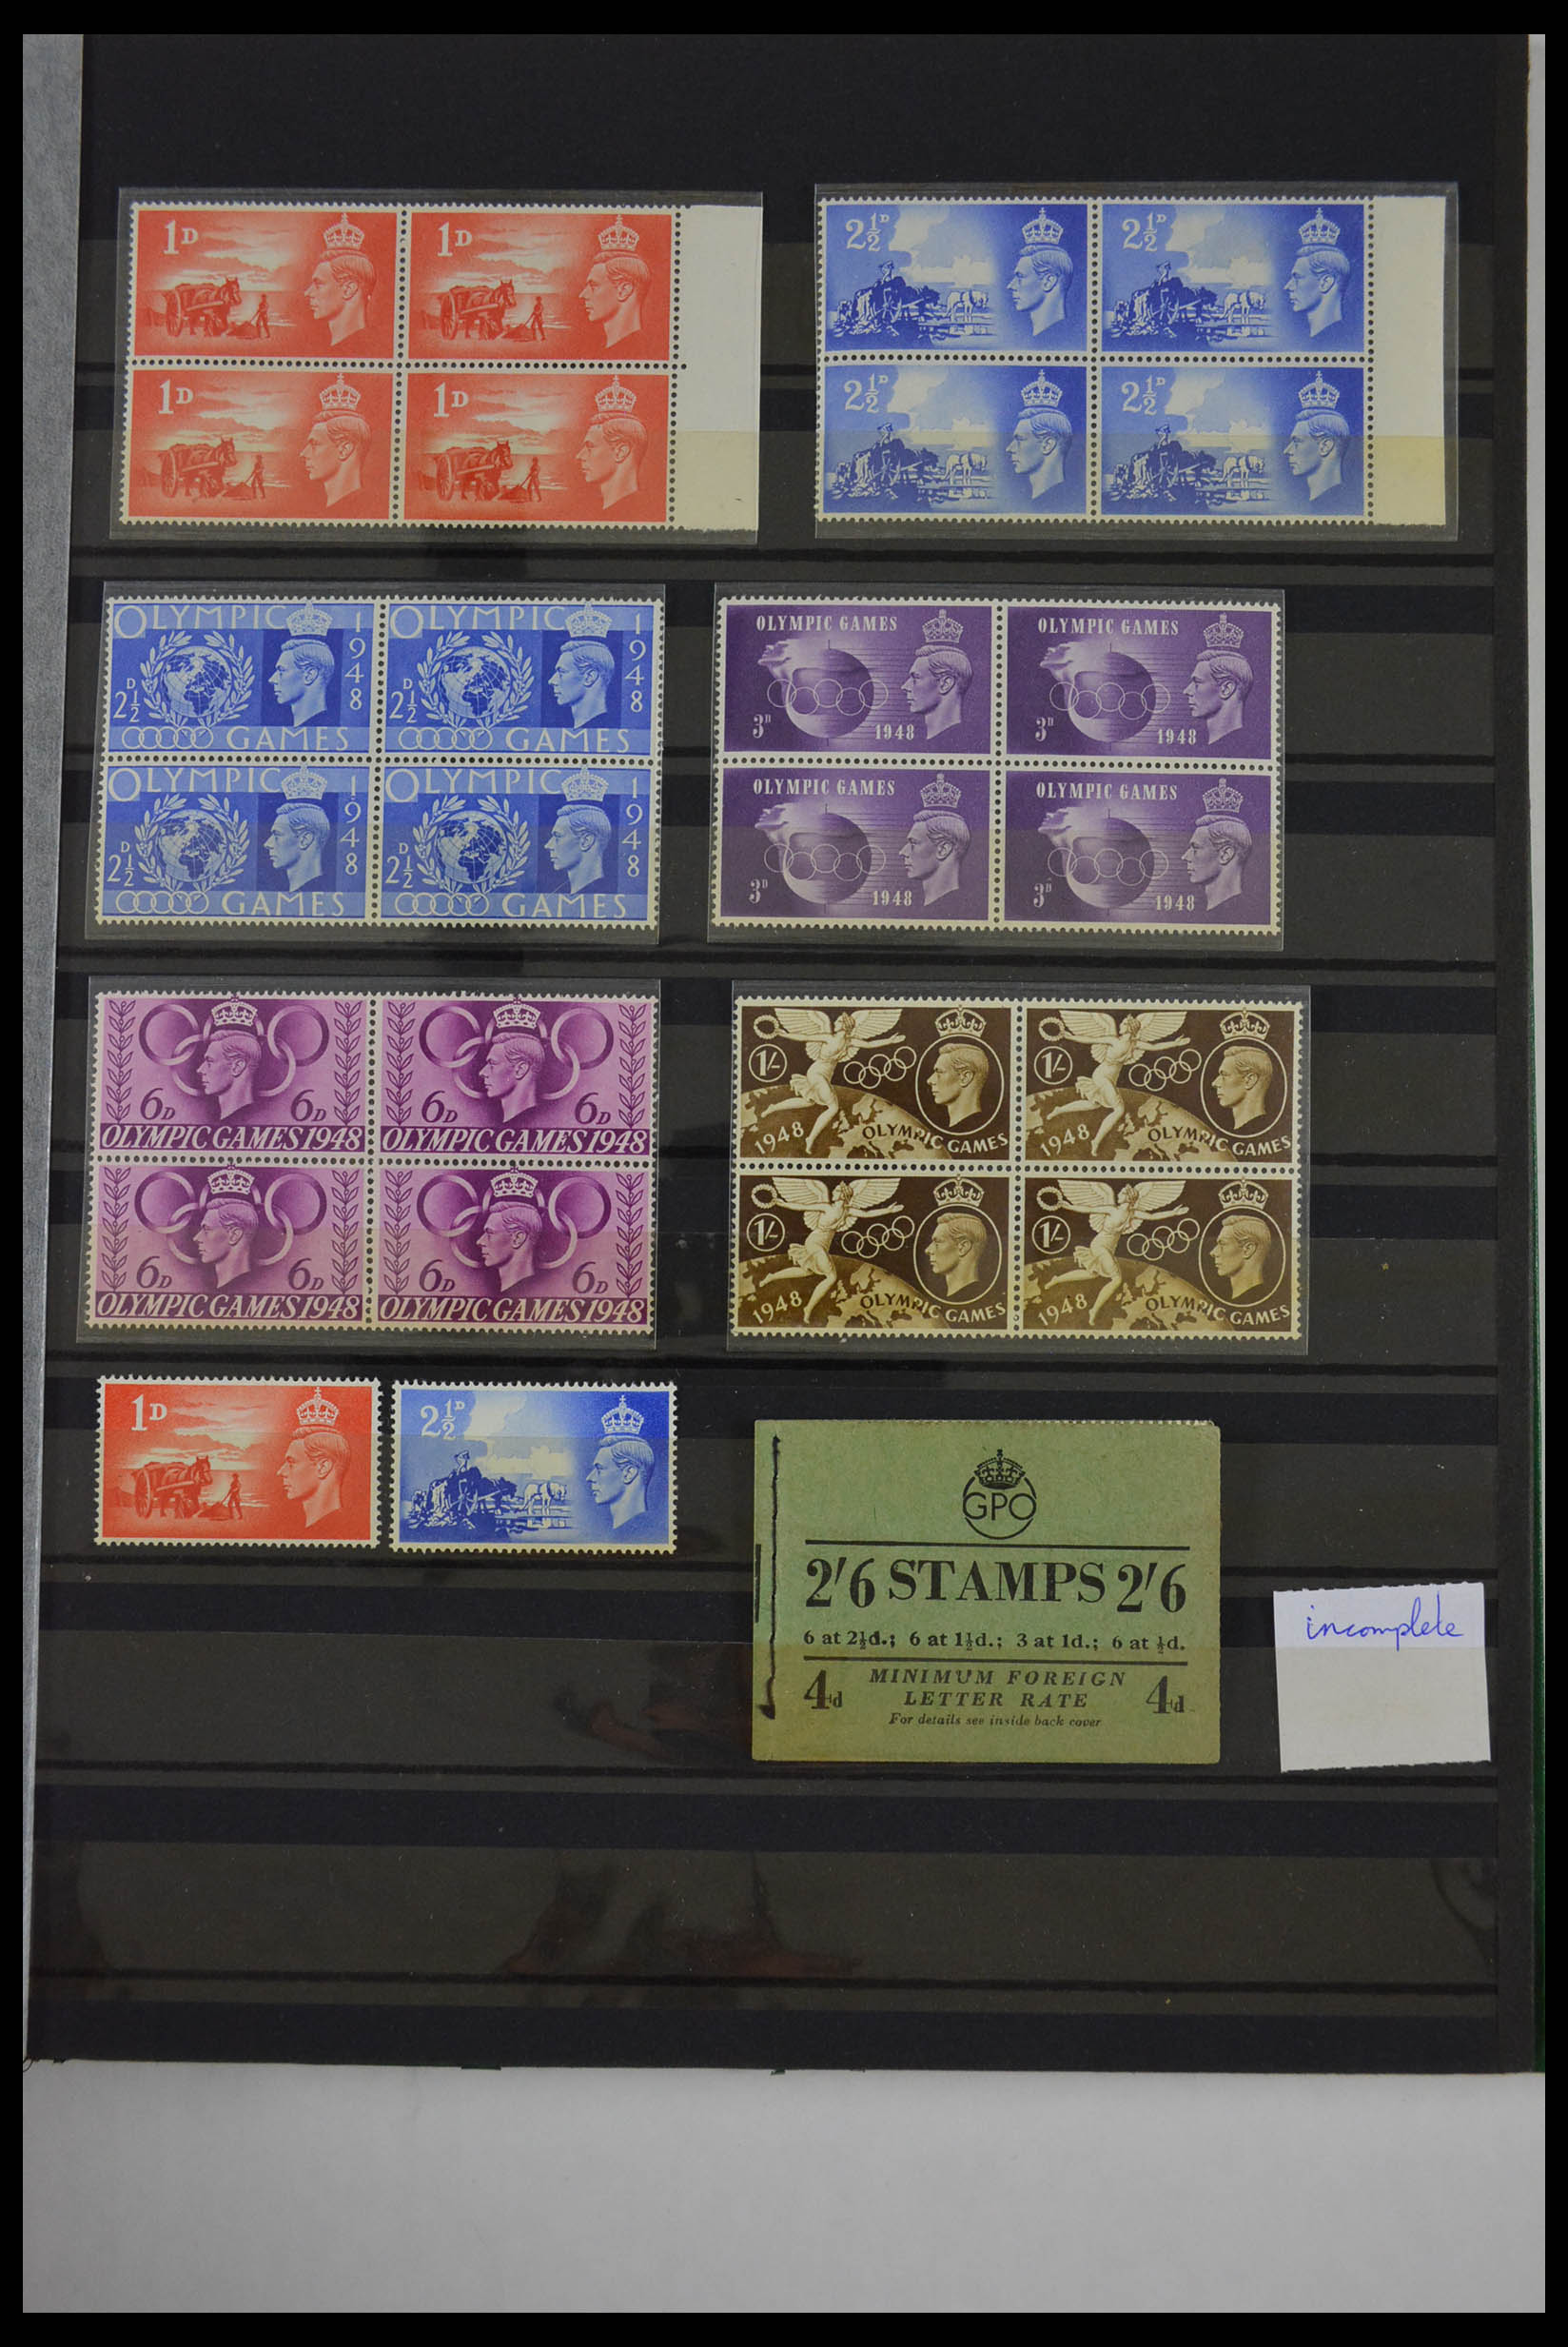 1D 1D
1D 1D
2½D 2½D
2½D 2½D
OLYMPIC 1948 OLYMPIC 1948
2½D 2½D
GAMES GAMES
OLYMPIC 1948 OLYMPIC 1948
2½D 2½D
GAMES GAMES
OLYMPIC GAMES OLYMPIC GAMES
3D 1948 3D 1948
OLYMPIC GAMES OLYMPIC GAMES
3D 1948 3D 1948
6D 6D 6D 6D
OLYMPIC GAMES 1948 OLYMPIC GAMES 1948
6D 6D 6D 6D
OLYMPIC GAMES 1948 OLYMPIC GAMES 1948
1/- 1/-
1948 OLYMPIC GAMES 1948 OLYMPIC GAMES
1/- 1/-
1948 OLYMPIC GAMES 1948 OLYMPIC GAMES
1D 2½D
GPO
2'6 STAMPS 2'6
6 at 2½d.; 6 at 1½d.; 3 at 1d.; 6 at ½d.
4d MINIMUM FOREIGN LETTER RATE 4d
For details see inside back cover
incomplete